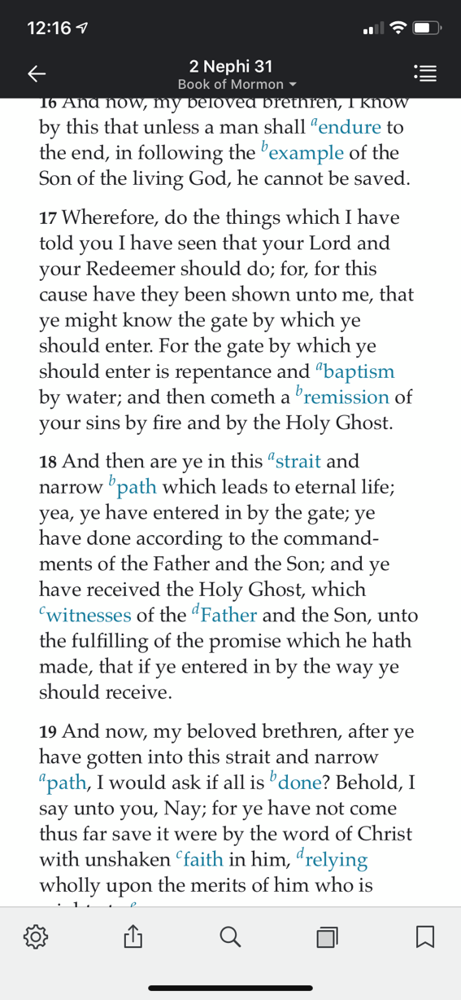 12:16
2 Nephi 31
Book of Mormon
16 And now, my beloved brethren, I know
by this that unless a man shall aendure to
the end, in following the bexample of the
Son of the living God, he cannot be saved.
17 Wherefore, do the things which I have
told you I have seen that your Lord and
your Redeemer should do; for, for this
cause have they been shown unto me, that
ye might know the gate by which ye
should enter. For the gate by which ye
should enter is repentance and abaptism
by water; and then cometh a bremission of
your sins by fire and by the Holy Ghost.
18 And then are ye in this astrait and
narrow bpath which leads to eternal life;
yea, ye have entered in by the gate; ye
have done according to the command-
ments of the Father and the Son; and ye
have received the Holy Ghost, which
cwitnesses of the dFather and the Son, unto
the fulfilling of the promise which he hath
made, that if ye entered in by the way ye
should receive.
19 And now, my beloved brethren, after ye
have gotten into this strait and narrow
apath, I would ask if all is bdone? Behold, I
say unto you, Nay; for ye have not come
thus far save it were by the word of Christ
with unshaken cfaith in him, drelying
wholly upon the merits of him who is